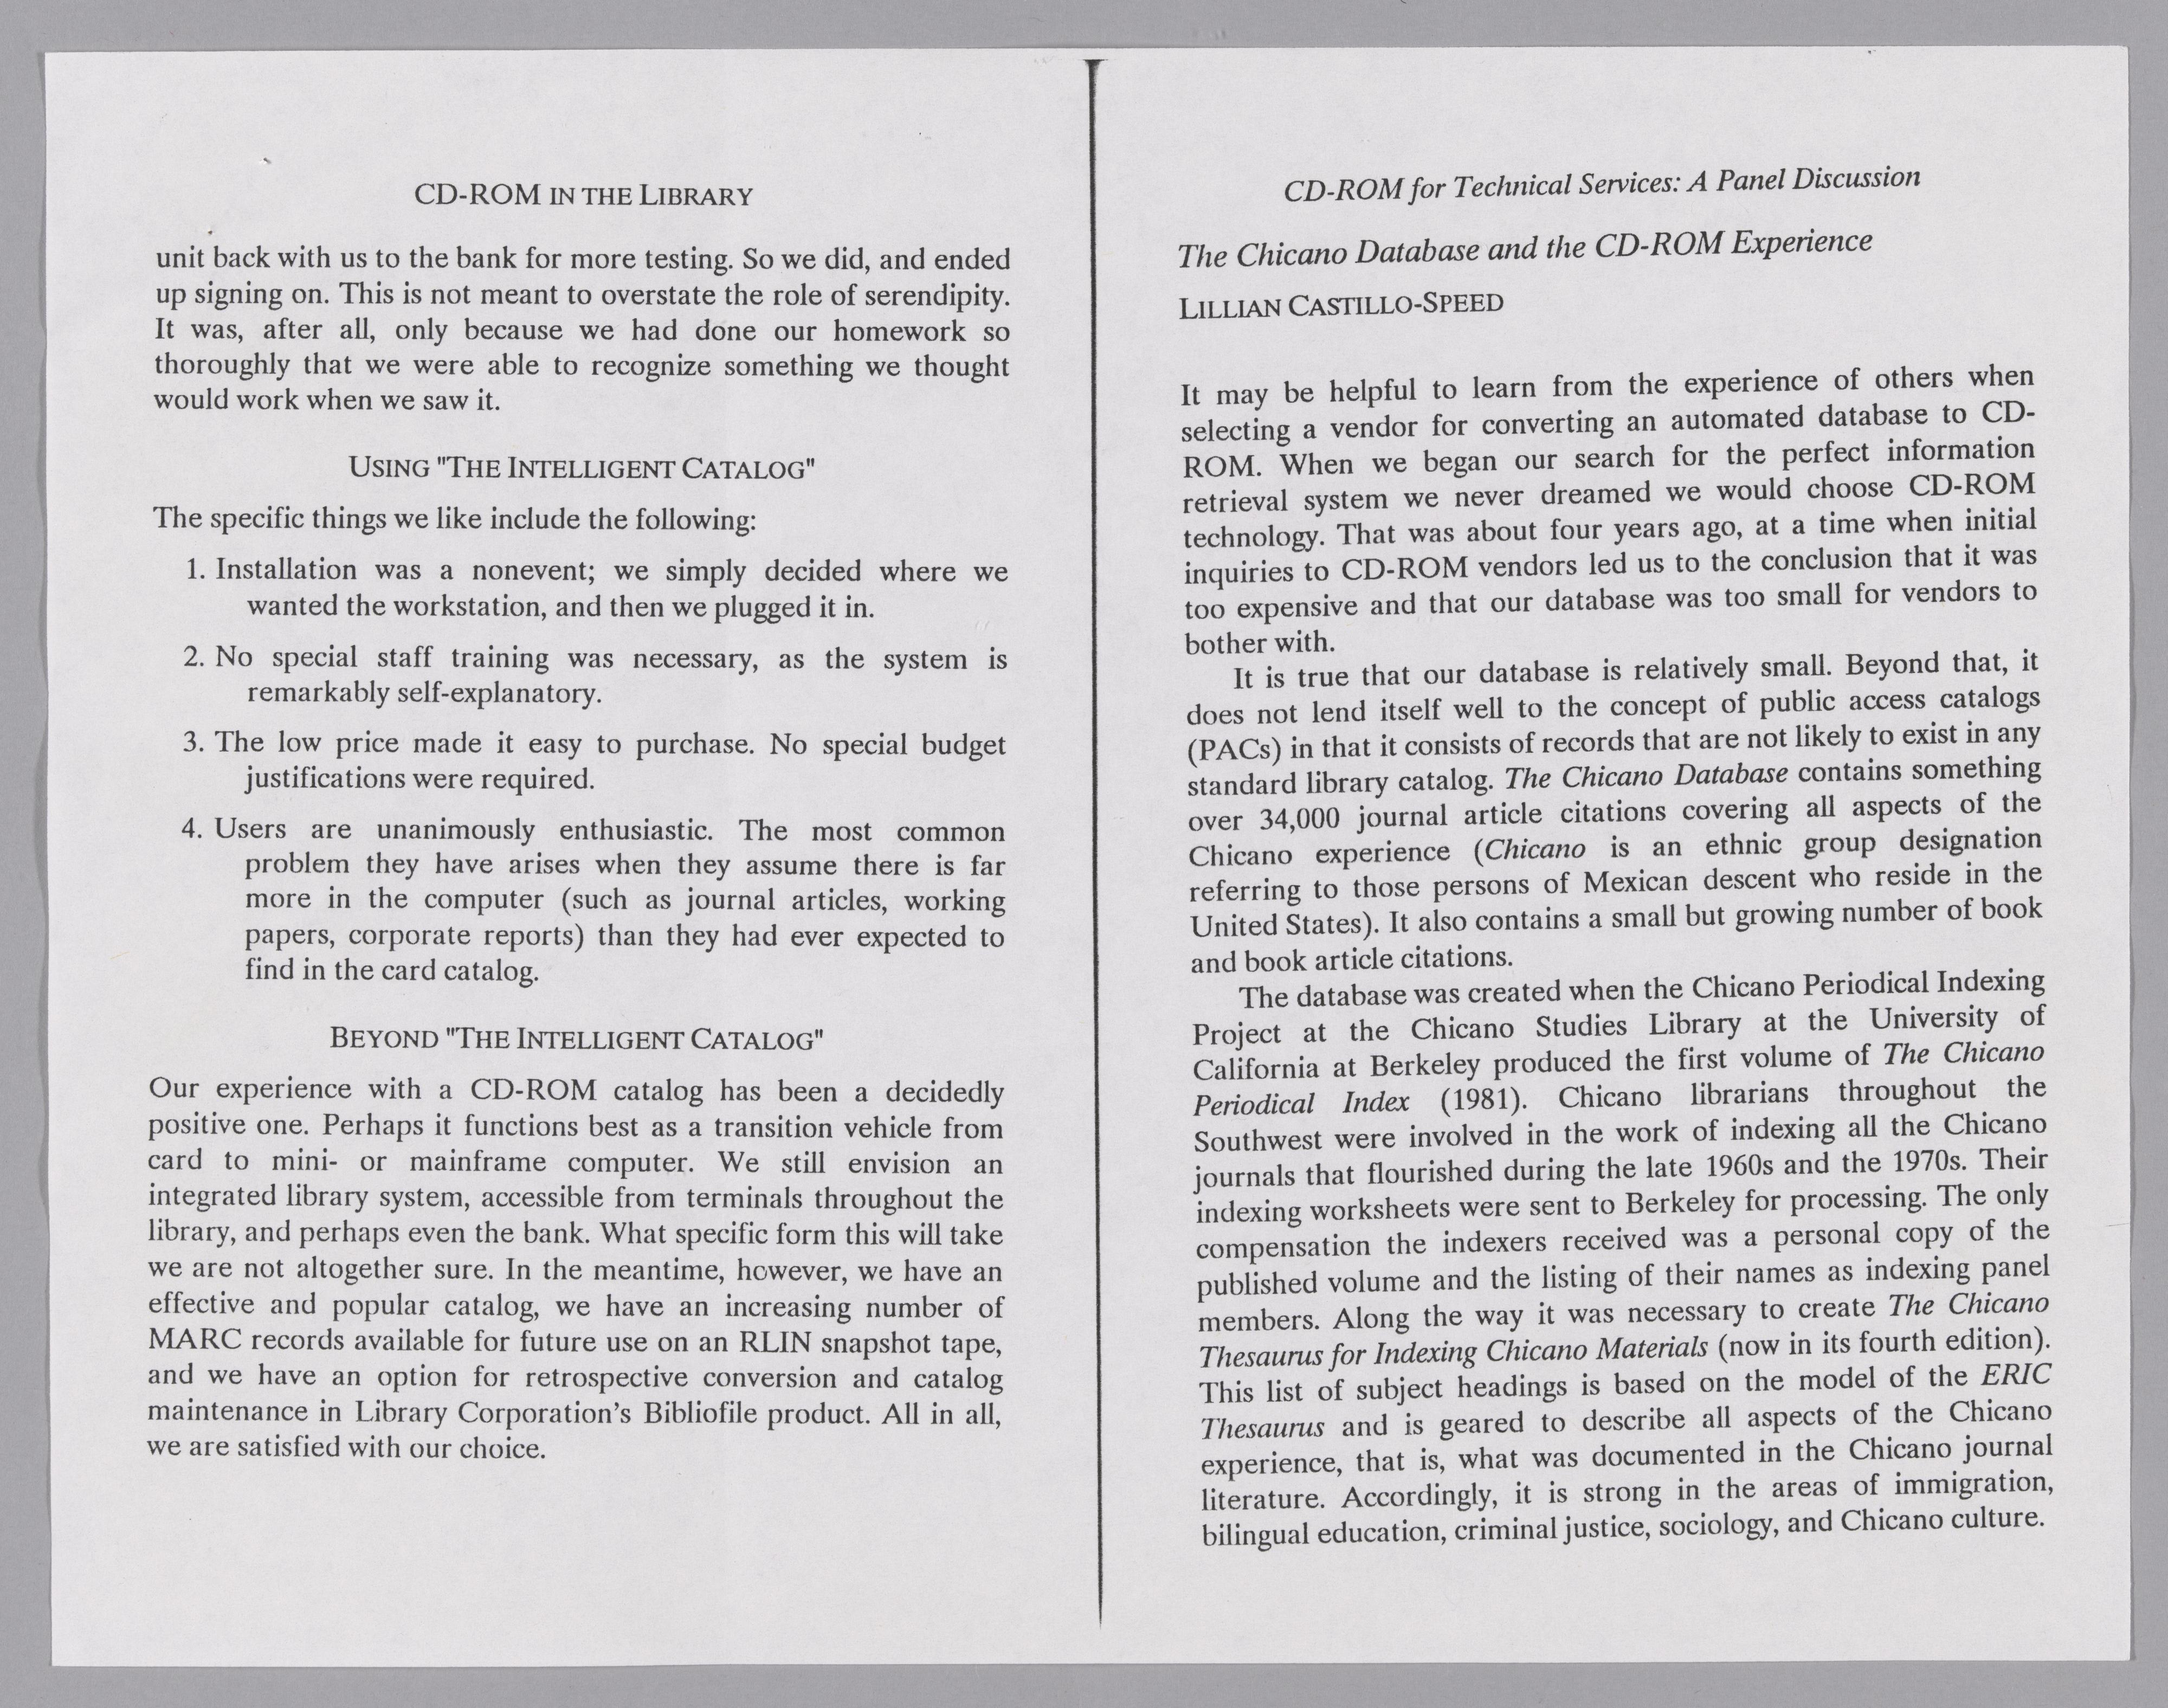 CD-ROM IN THE LIBRARY
unit back with us to the bank for more testing. So we did, and ended
up signing on. This is not meant to overstate the role of serendipity.
It was, after all, only because we had done our homework so
thoroughly that we were able to recognize something we thought
would work when we saw it.
USING "THE INTELLIGENT CATALOG"
The specific things we like include the following:
1. Installation was a nonevent; we simply decided where we
wanted the workstation, and then we plugged it in.
2. No special staff training was necessary, as the system is
remarkably self-explanatory.
3. The low price made it easy to purchase. No special budget
justifications were required.
4. Users are unanimously enthusiastic. The most common
problem they have arises when they assume there is far
more in the computer (such as journal articles, working
papers, corporate reports) than they had ever expected to
find in the card catalog.
BEYOND "THE INTELLIGENT CATALOG"
Our experience with a CD-ROM catalog has been a decidedly
positive one. Perhaps it functions best as a transition vehicle from
card to mini- or mainframe computer. We still envision an
integrated library system, accessible from terminals throughout the
library, and perhaps even the bank. What specific form this will take
we are not altogether sure. In the meantime, however, we have an
effective and popular catalog, we have an increasing number of
MARC records available for future use on an RLIN snapshot tape,
and we have an option for retrospective conversion and catalog
maintenance in Library Corporation's Bibliofile product. All in all,
we are satisfied with our choice.
CD-ROM for Technical Services: A Panel Discussion
The Chicano Database and the CD-ROM Experience
LILLIAN CASTILLO-SPEED
It may be helpful to learn from the experience of others when
selecting a vendor for converting an automated database to CD-
ROM. When we began our search for the perfect information
retrieval system we never dreamed we would choose CD-ROM
technology. That was about four years ago, at a time when initial
inquiries to CD-ROM vendors led us to the conclusion that it was
too expensive and that our database was too small for vendors to
bother with.
It is true that our database is relatively small. Beyond that, it
does not lend itself well to the concept of public access catalogs
(PACs) in that it consists of records that are not likely to exist in any
standard library catalog. The Chicano Database contains something
over 34,000 journal article citations covering all aspects of the
Chicano experience (Chicano is an ethnic group designation
referring to those persons of Mexican descent who reside in the
United States). It also contains a small but growing number of book
and book article citations.
The database was created when the Chicano Periodical Indexing
Project at the Chicano Studies Library at the University of
California at Berkeley produced the first volume of The Chicano
Periodical Index (1981). Chicano librarians throughout the
Southwest were involved in the work of indexing all the Chicano
journals that flourished during the late 1960s and the 1970s. Their
indexing worksheets were sent to Berkeley for processing. The only
compensation the indexers received was a personal copy of the
published volume and the listing of their names as indexing panel
members. Along the way it was necessary to create The Chicano
Thesaurus for Indexing Chicano Materials (now in its fourth edition).
This list of subject headings is based on the model of the ERIC
Thesaurus and is geared to describe all aspects of the Chicano
experience, that is, what was documented in the Chicano journal
literature. Accordingly, it is strong in the areas of immigration,
bilingual education, criminal justice, sociology, and Chicano culture.